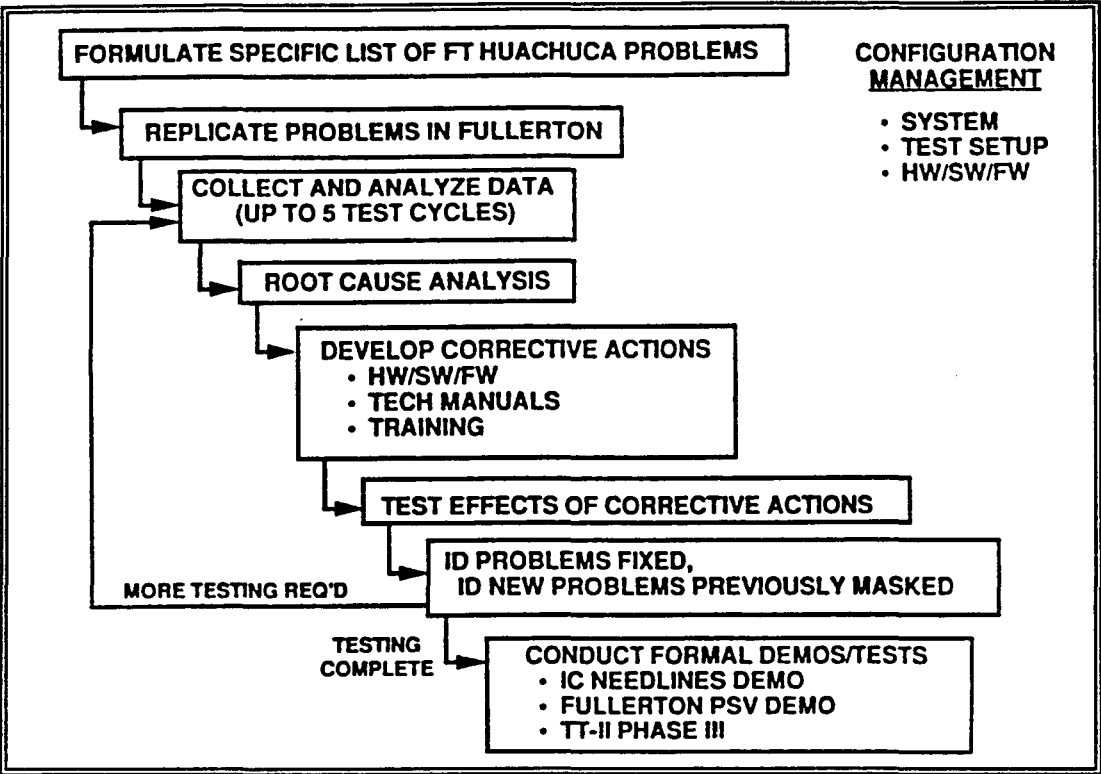 FORMULATE SPECIFIC LIST OF FT HUACHUCA PROBLEMS
CONFIGURATION
MANAGEMENT
• SYSTEM
• TEST SETUP
• HW/SW/FW
REPLICATE PROBLEMS IN FULLERTON
COLLECT AND ANALYZE DATA
(UP TO 5 TEST CYCLES)
ROOT CAUSE ANALYSIS
DEVELOP CORRECTIVE ACTIONS
• HW/SW/FW
• TECH MANUALS
• TRAINING
TEST EFFECTS OF CORRECTIVE ACTIONS
ID PROBLEMS FIXED,
ID NEW PROBLEMS PREVIOUSLY MASKED
MORE TESTING REQ'D
TESTING
COMPLETE
CONDUCT FORMAL DEMOS/TESTS
• IC NEEDLINES DEMO
• FULLERTON PSV DEMO
• TT-II PHASE III